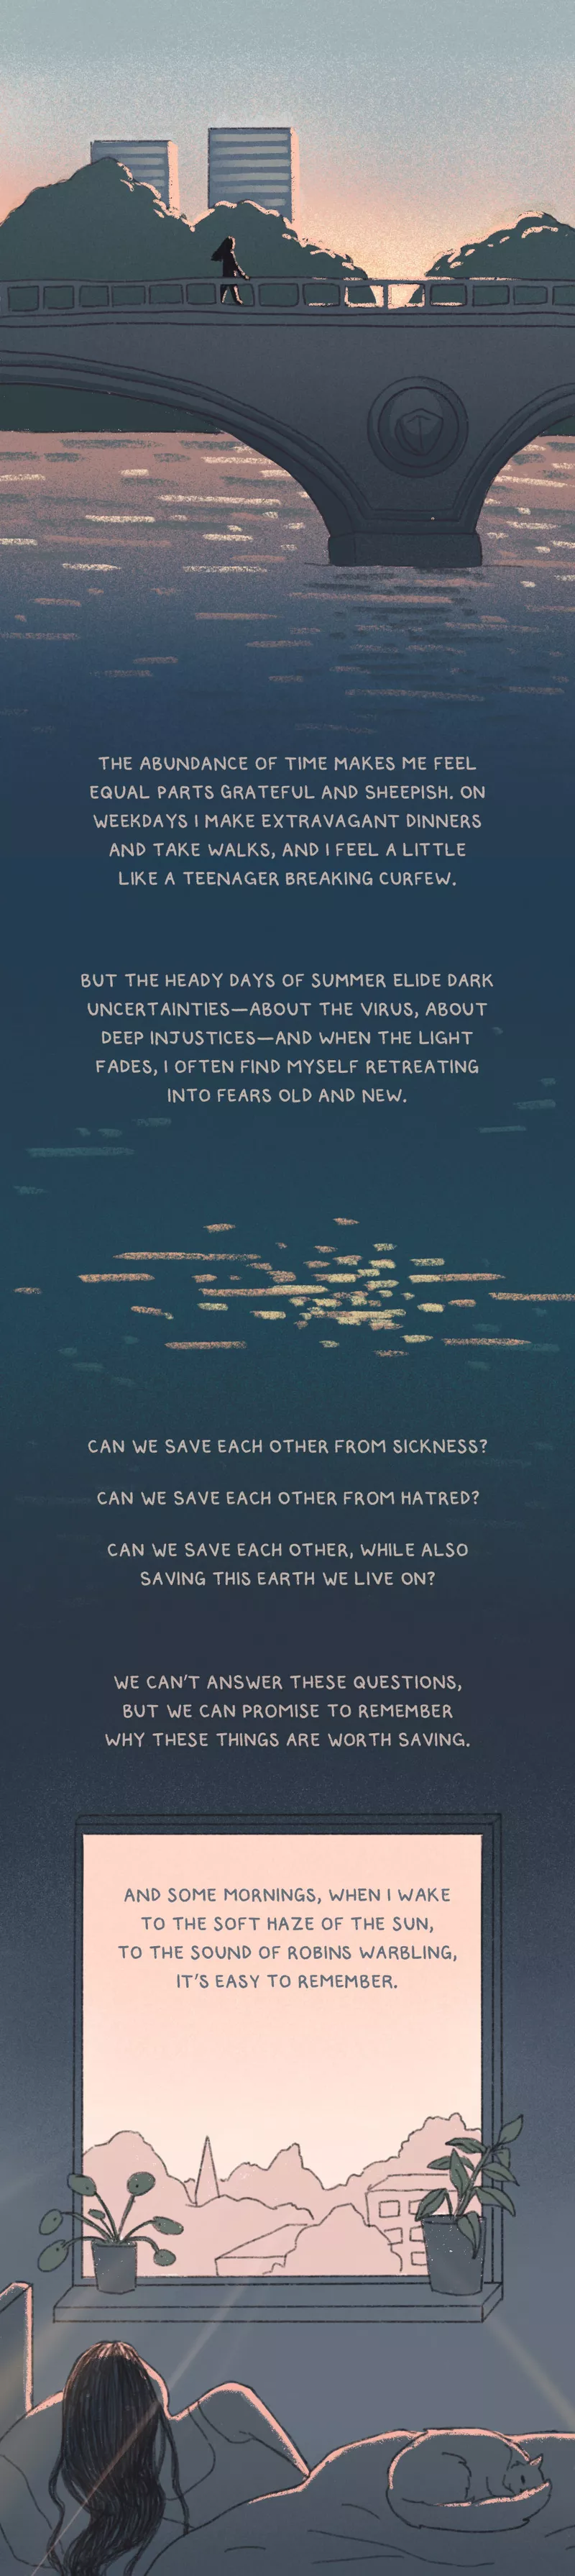 THE ABUNDANCE OF TIME MAKES ME FEEL
EQUAL PARTS GRATEFUL AND SHEEPISH. ON
WEEKDAYS I MAKE EXTRAVAGANT DINNERS
AND TAKE WALKS, AND I FEEL A LITTLE
LIKE A TEENAGER BREAKING CURFEW.
BUT THE HEADY DAYS OF SUMMER ELIDE DARK
UNCERTAINTIES—ABOUT THE VIRUS, ABOUT
DEEP INJUSTICES—AND WHEN THE LIGHT
FADES, I OFTEN FIND MYSELF RETREATING
INTO FEARS OLD AND NEW.
CAN WE SAVE EACH OTHER FROM SICKNESS?
CAN WE SAVE EACH OTHER FROM HATRED?
CAN WE SAVE EACH OTHER, WHILE ALSO
SAVING THIS EARTH WE LIVE ON?
WE CAN'T ANSWER THESE QUESTIONS,
BUT WE CAN PROMISE TO REMEMBER
WHY THESE THINGS ARE WORTH SAVING.
AND SOME MORNINGS, WHEN I WAKE
TO THE SOFT HAZE OF THE SUN,
TO THE SOUND OF ROBINS WARBLING,
IT'S EASY TO REMEMBER.